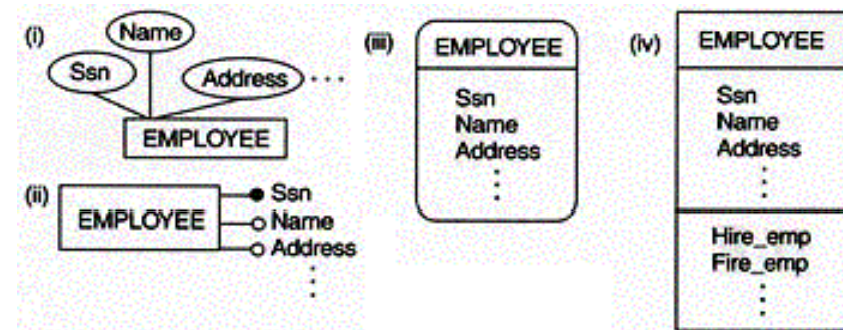 (i)
Name
Ssn
Address . . .
EMPLOYEE
(ii)
EMPLOYEE
Ssn
Name
Address
(iii)
EMPLOYEE
Ssn
Name
Address
(iv)
EMPLOYEE
Ssn
Name
Address
Hire_emp
Fire_emp